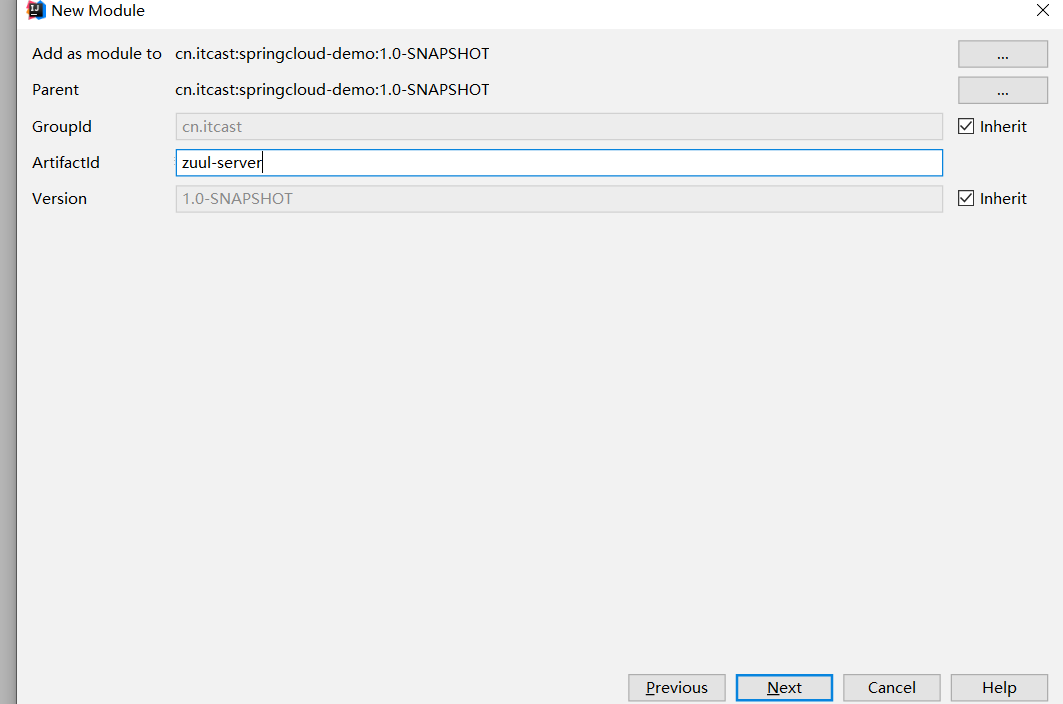 New Module
Add as module to cn.itcast:springcloud-demo:1.0-SNAPSHOT ...
Parent cn.itcast:springcloud-demo:1.0-SNAPSHOT ...
GroupId cn.itcast Inherit
ArtifactId zuul-server
Version 1.0-SNAPSHOT Inherit
Previous Next Cancel Help